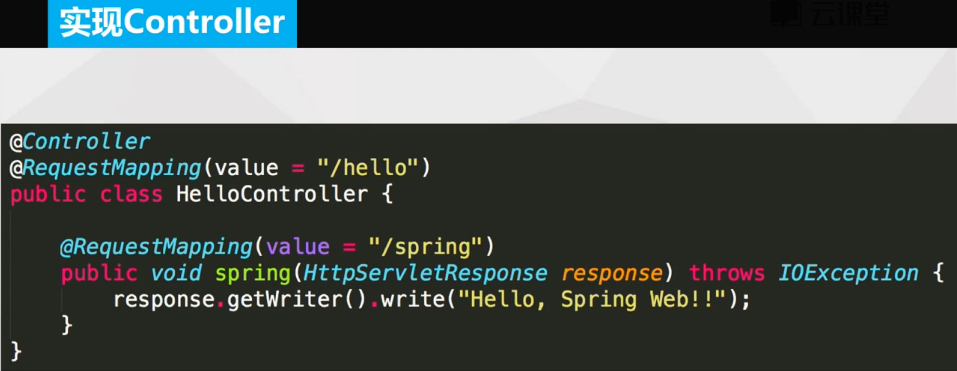 实现Controller
云课堂
@Controller
@RequestMapping(value = "/hello")
public class HelloController {
@RequestMapping(value = "/spring")
public void spring(HttpServletResponse response) throws IOException {
response.getWriter().write("Hello, Spring Web!!");
}
}